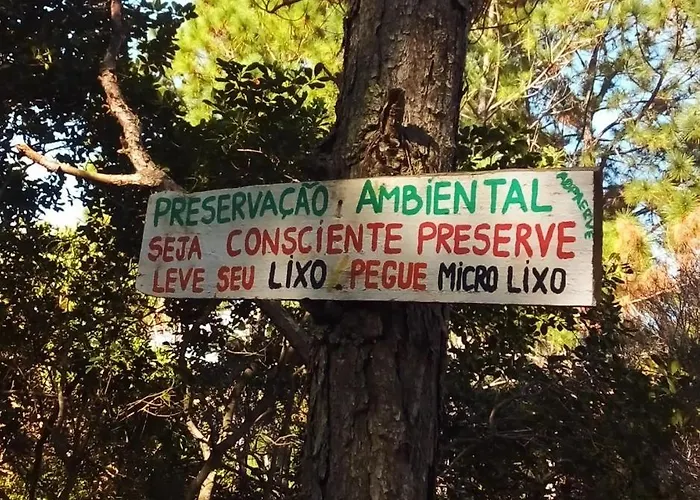 PRESERVAÇÃO. AMBiENTAL
SEJA CONSCiENTE PRESERVE
LEVE SEU LiXO. PEGUE MiCRO LiXO